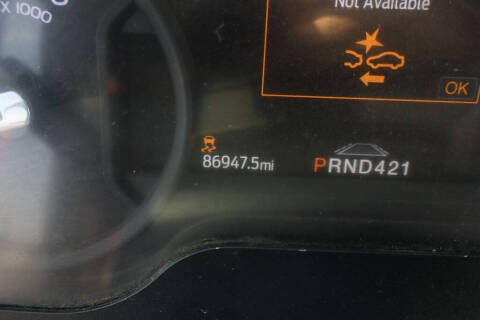 x 1000
Not Available
OK
86947.5mi
PRND421